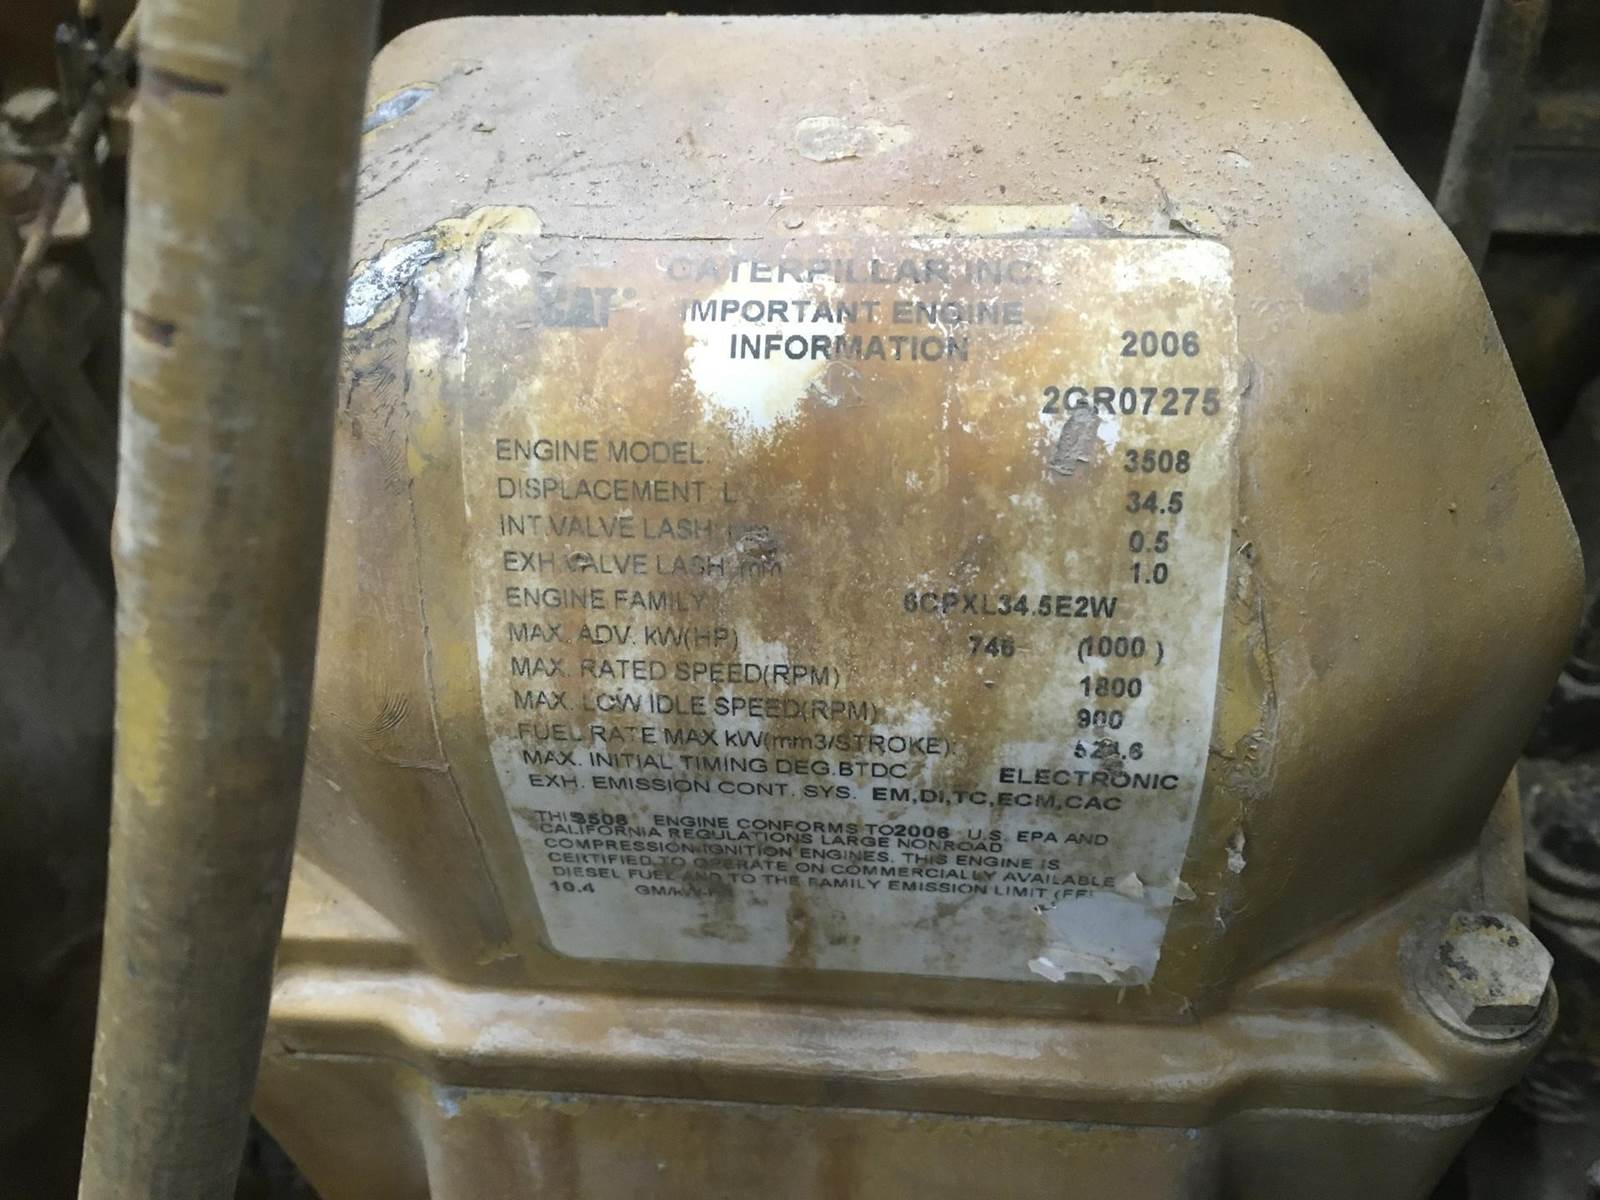 CATERPILLAR INC.
CAT®
IMPORTANT ENGINE
INFORMATION 2006
2GR07275
ENGINE MODEL: 3508
DISPLACEMENT: L 34.5
INT.VALVE LASH: mm 0.5
EXH.VALVE LASH: mm 1.0
ENGINE FAMILY 6CPXL34.5E2W
MAX. ADV. kW(HP) 746 (1000 )
MAX. RATED SPEED(RPM) 1800
MAX. LOW IDLE SPEED(RPM) 900
FUEL RATE MAX kW(mm3/STROKE):
MAX. INITIAL TIMING DEG.BTDC ELECTRONIC
EXH. EMISSION CONT. SYS. EM,DI,TC,ECM,CAC
THIS 3508 ENGINE CONFORMS TO 2006 U.S. EPA AND
CALIFORNIA REGULATIONS LARGE NONROAD
COMPRESSION IGNITION ENGINES. THIS ENGINE IS
CERTIFIED TO OPERATE ON COMMERCIALLY AVAILABLE
DIESEL FUEL AND TO THE FAMILY EMISSION LIMIT
10.4